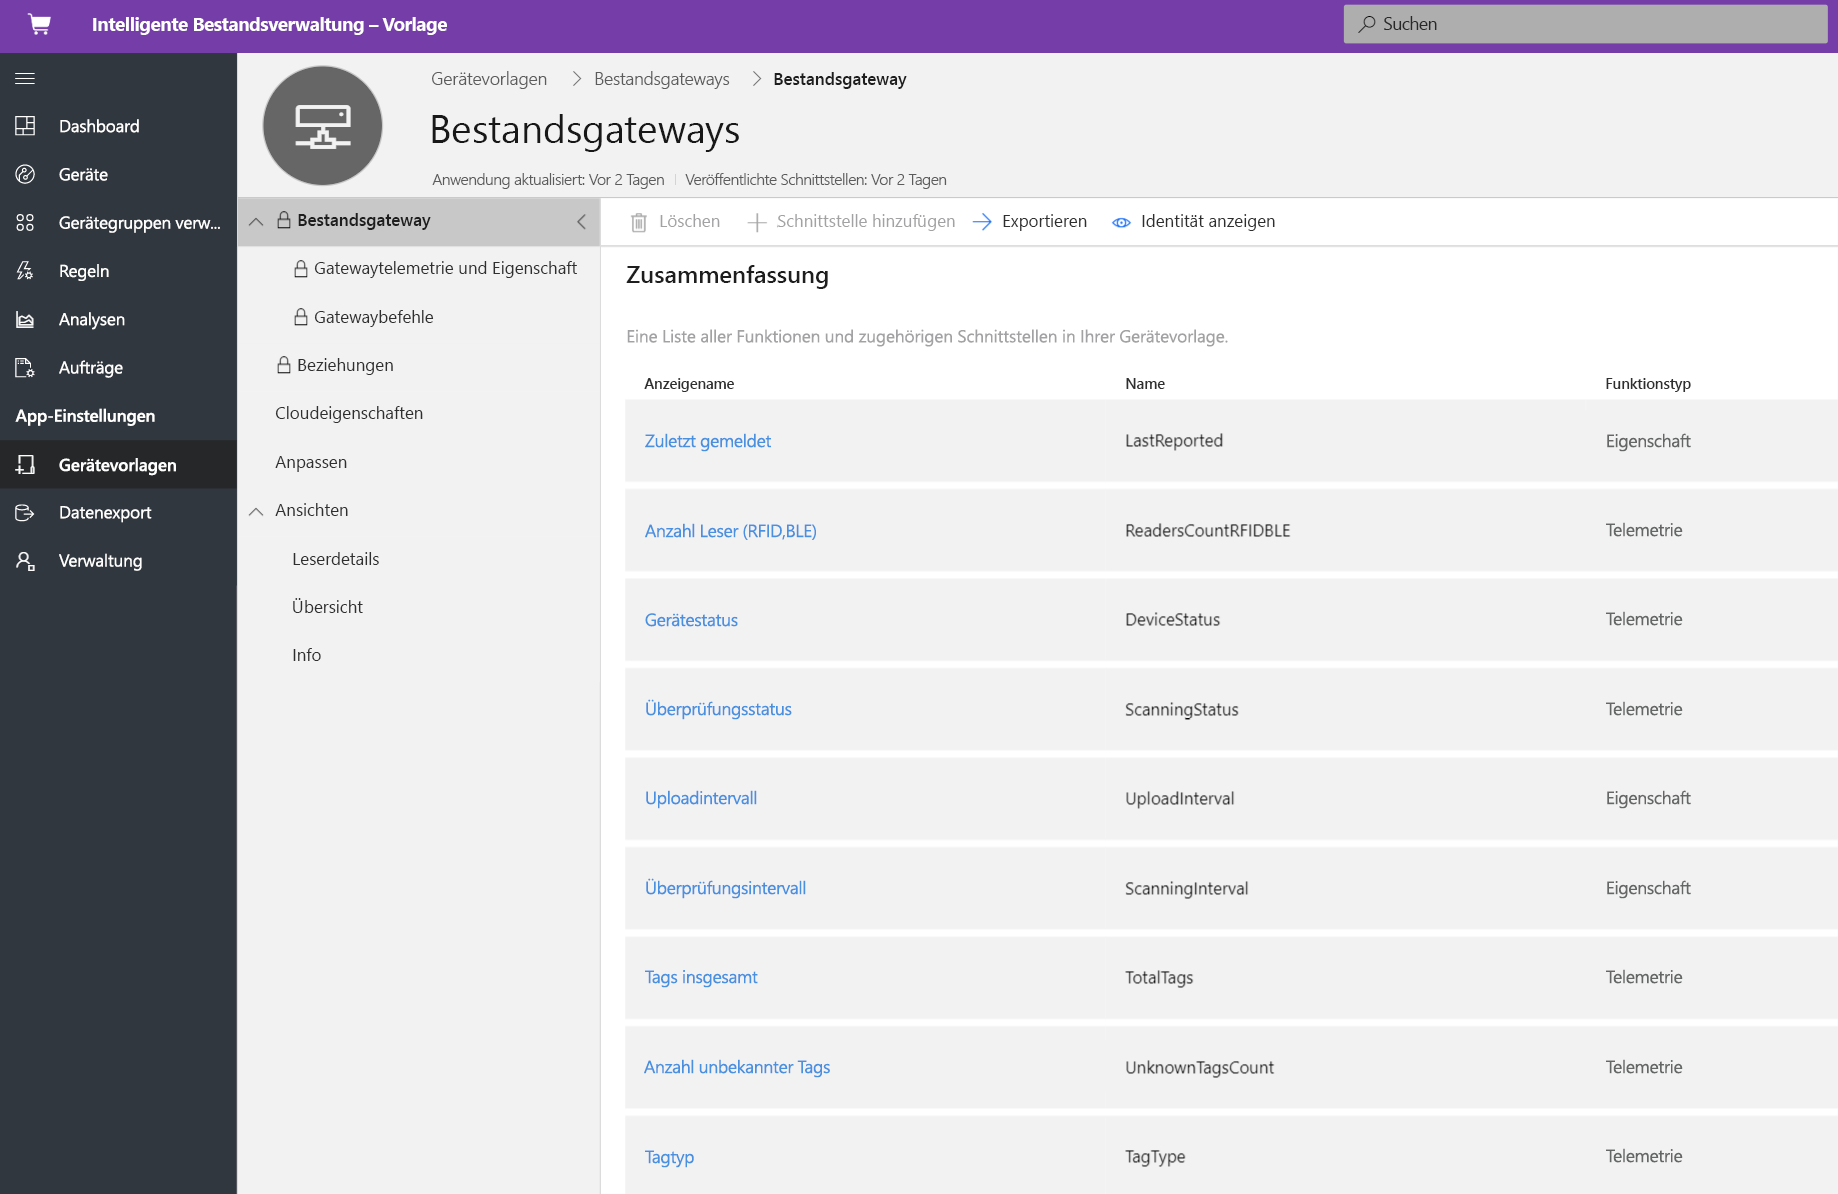 Intelligente Bestandsverwaltung – Vorlage
Suchen
Dashboard
Geräte
Gerätegruppen verw...
Regeln
Analysen
Aufträge
App-Einstellungen
Gerätevorlagen
Datenexport
Verwaltung
Gerätevorlagen > Bestandsgateways > Bestandsgateway
Bestandsgateways
Anwendung aktualisiert: Vor 2 Tagen | Veröffentlichte Schnittstellen: Vor 2 Tagen
Bestandsgateway
Gatewaytelemetrie und Eigenschaft
Gatewaybefehle
Beziehungen
Cloudeigenschaften
Anpassen
Ansichten
Leserdetails
Übersicht
Info
Löschen Schnittstelle hinzufügen Exportieren Identität anzeigen
Zusammenfassung
Eine Liste aller Funktionen und zugehörigen Schnittstellen in Ihrer Gerätevorlage.
Anzeigename Name Funktionstyp
Zuletzt gemeldet LastReported Eigenschaft
Anzahl Leser (RFID,BLE) ReadersCountRFIDBLE Telemetrie
Gerätestatus DeviceStatus Telemetrie
Überprüfungsstatus ScanningStatus Telemetrie
Uploadintervall UploadInterval Eigenschaft
Überprüfungsintervall ScanningInterval Eigenschaft
Tags insgesamt TotalTags Telemetrie
Anzahl unbekannter Tags UnknownTagsCount Telemetrie
Tagtyp TagType Telemetrie